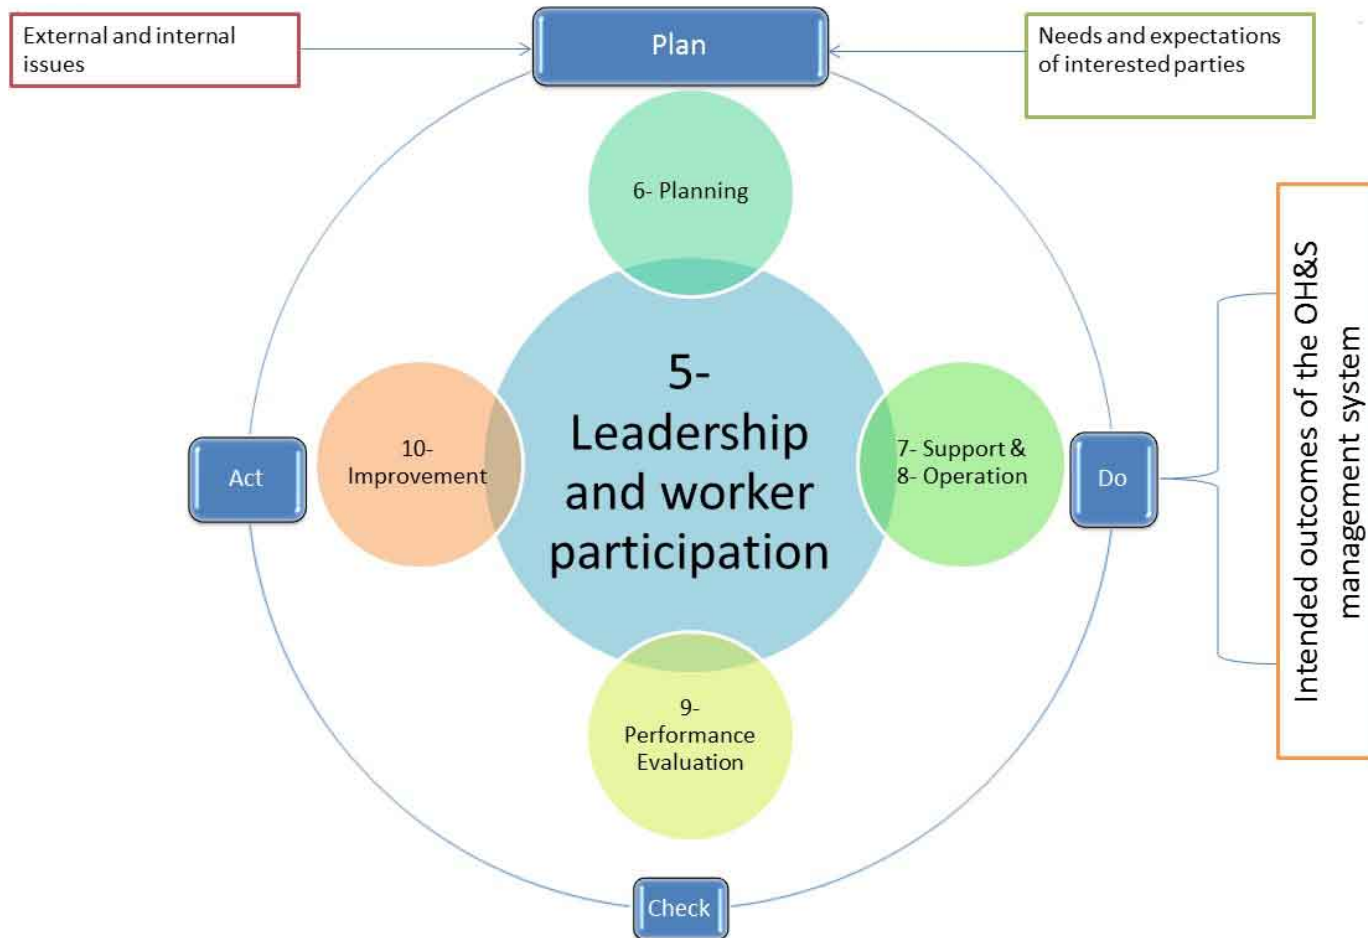 External and internal
issues
Plan
Needs and expectations
of interested parties
6- Planning
5-
Leadership
and worker
participation
10-
Improvement
7- Support &
8- Operation
Act
Do
Intended outcomes of the OH&S
management system
9-
Performance
Evaluation
Check